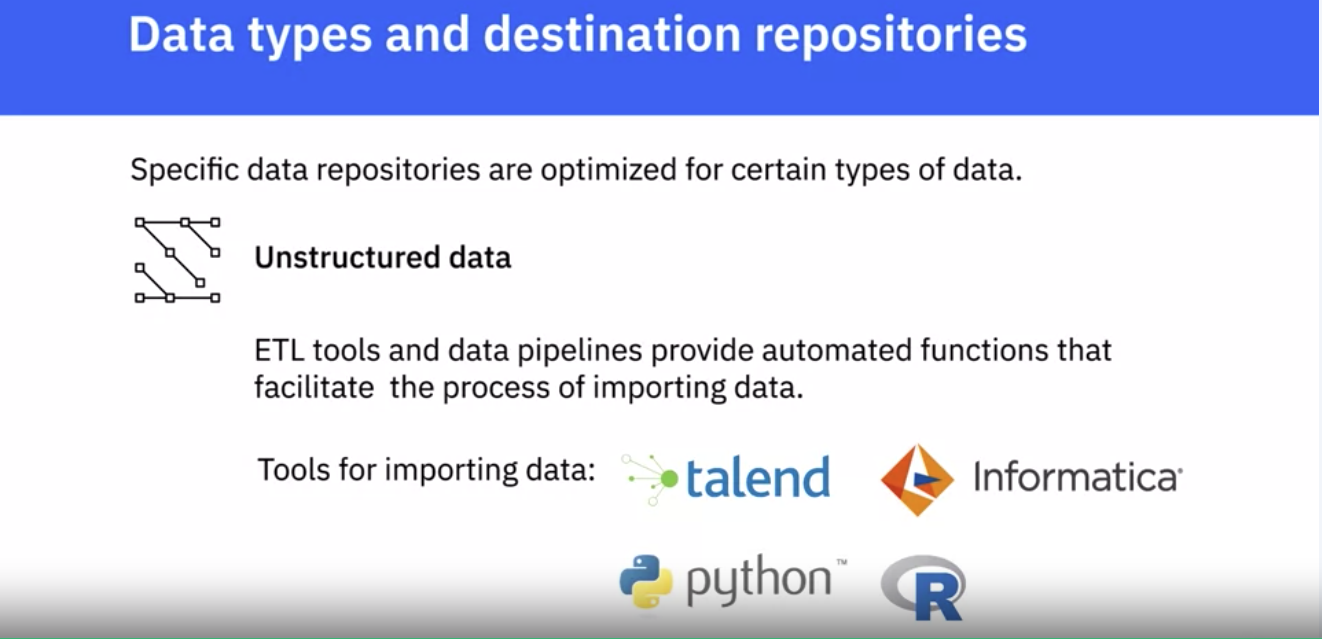 Data types and destination repositories
Specific data repositories are optimized for certain types of data.
Unstructured data
ETL tools and data pipelines provide automated functions that
facilitate the process of importing data.
Tools for importing data:
talend
Informatica®
python™
R